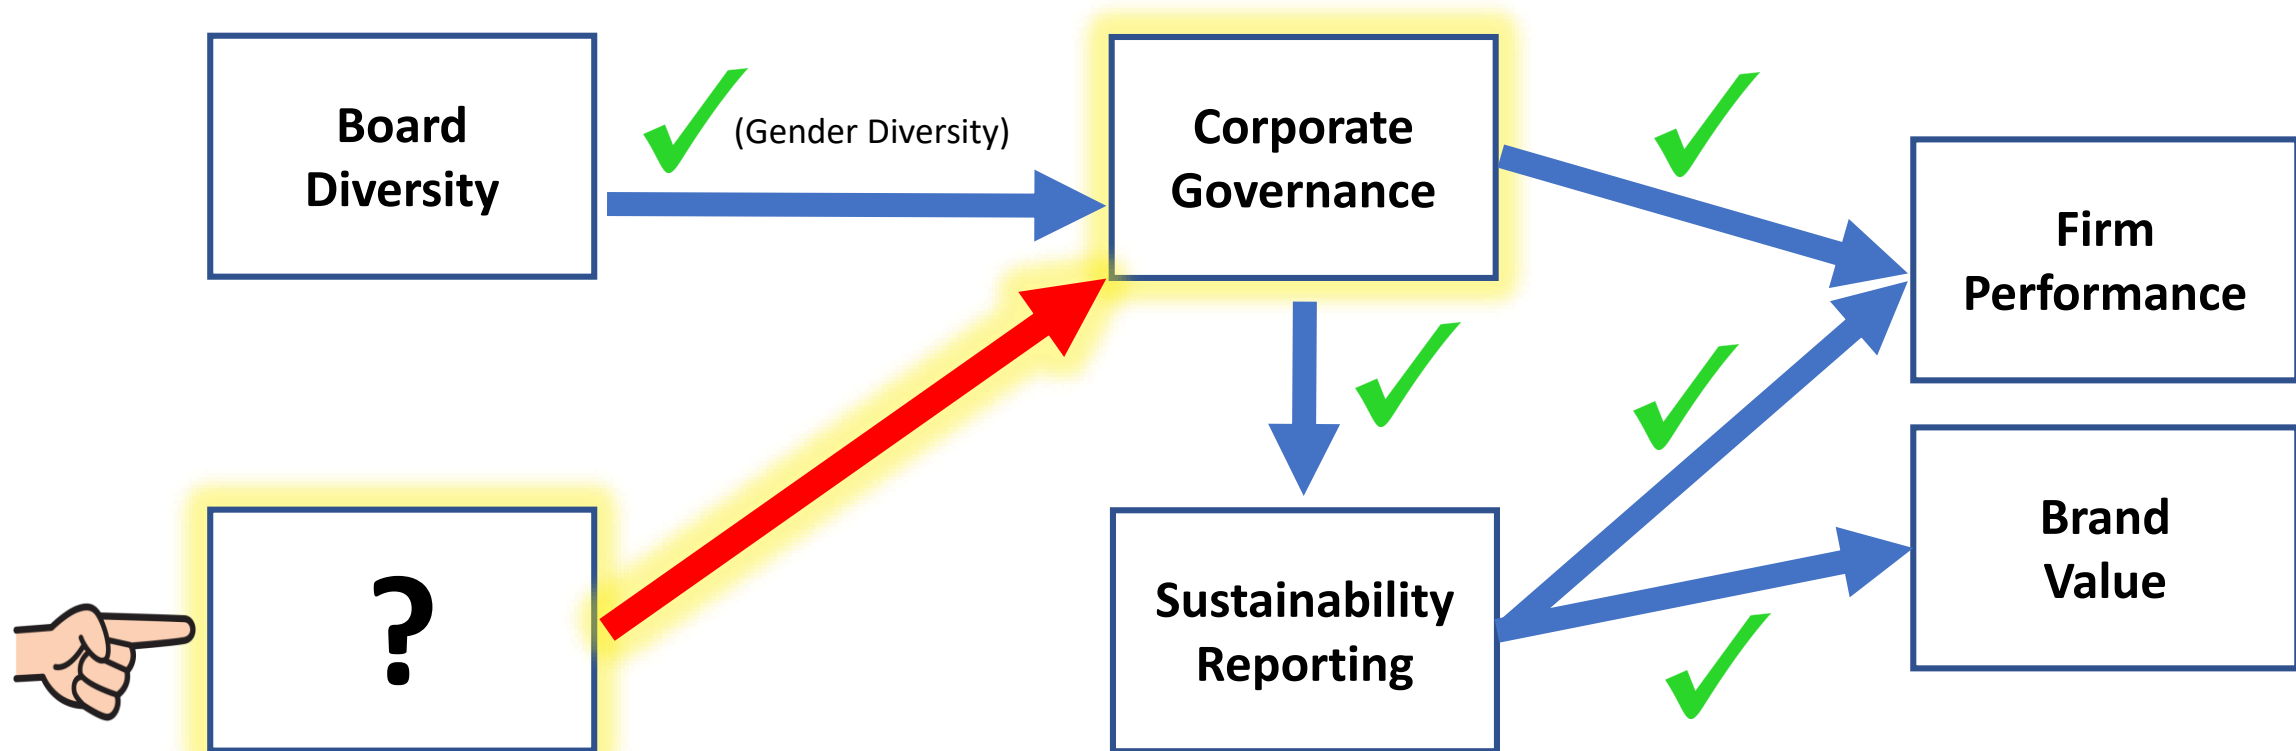 Board
Diversity
(Gender Diversity)
Corporate
Governance
Firm
Performance
?
Sustainability
Reporting
Brand
Value